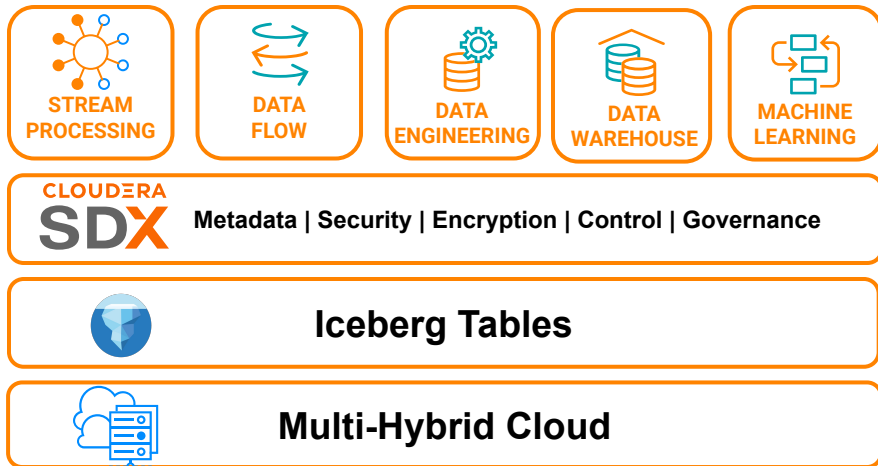 STREAM
PROCESSING
DATA
FLOW
DATA
ENGINEERING
DATA
WAREHOUSE
MACHINE
LEARNING
CLOUDERA
SDX
Metadata | Security | Encryption | Control | Governance
Iceberg Tables
Multi-Hybrid Cloud